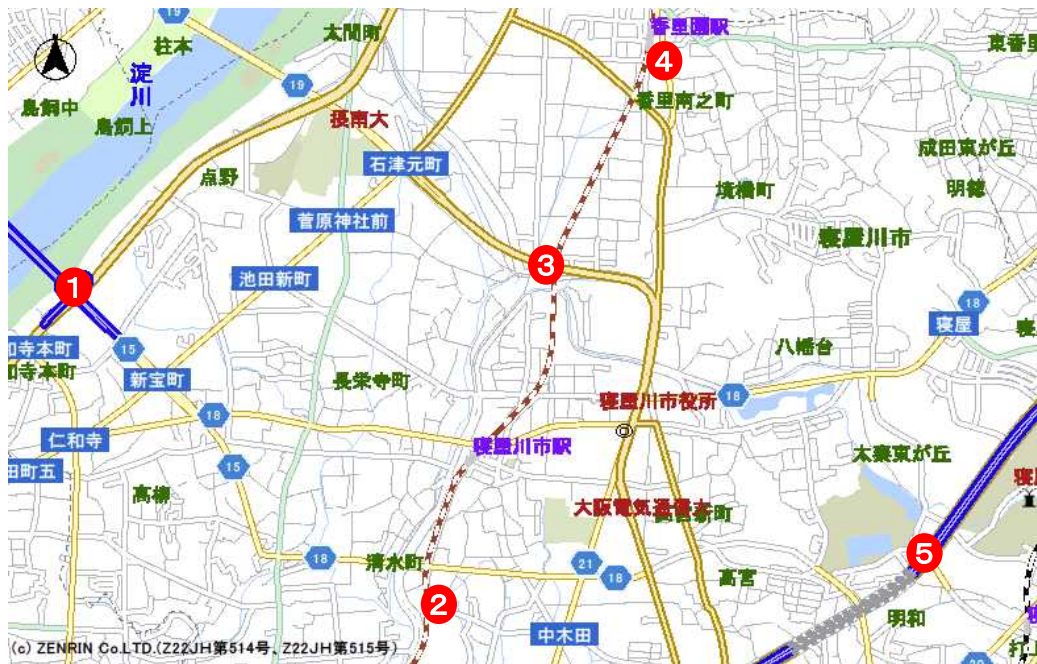 太間町
香里園駅
18
柱本
東香里
淀川
4
19
19
香里南之町
鳥飼中
鳥飼上
摂南大
成田東が丘
石津元町
点野
明徳
境橋町
菅原神社前
寝屋川市
3
池田新町
1
18
寝屋
15
和寺本町
和寺本町
八幡台
新宝町
長栄寺町
18
寝屋川市役所
18
仁和寺
寝屋川市駅
太秦東が丘
田町五
15
高柳
大阪電気通信大
5
18
清水町
21
18
高宮
2
明和
中木田
(c) ZENRIN Co.LTD.(Z22JH第514号、Z22JH第515号)